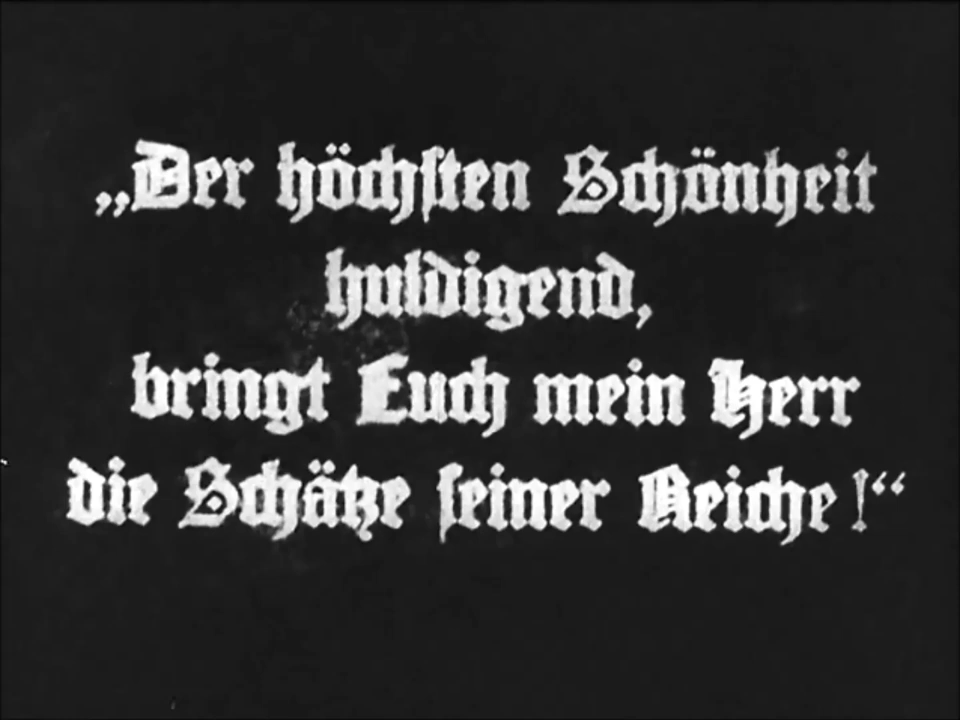 „Der höchſten Schönheit
huldigend,
bringt Euch mein Herr
die Schätze ſeiner Reiche!“